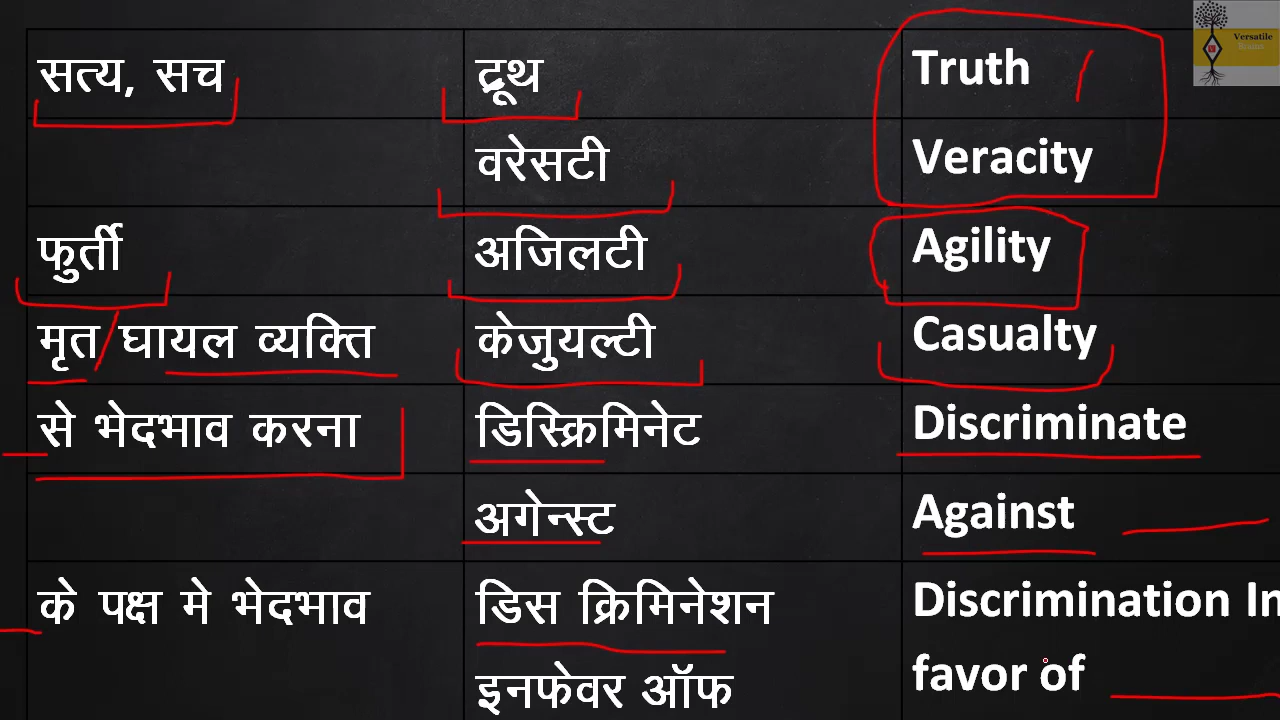 सत्य, सच ट्रूथ Truth
वरेसटी Veracity
फुर्ती अजिलटी Agility
मृत घायल व्यक्ति केजुयल्टी Casualty
से भेदभाव करना डिस्क्रिमिनेट Discriminate
अगेन्स्ट Against
के पक्ष मे भेदभाव डिस क्रिमिनेशन Discrimination In
इनफेवर ऑफ favor of
Versatile